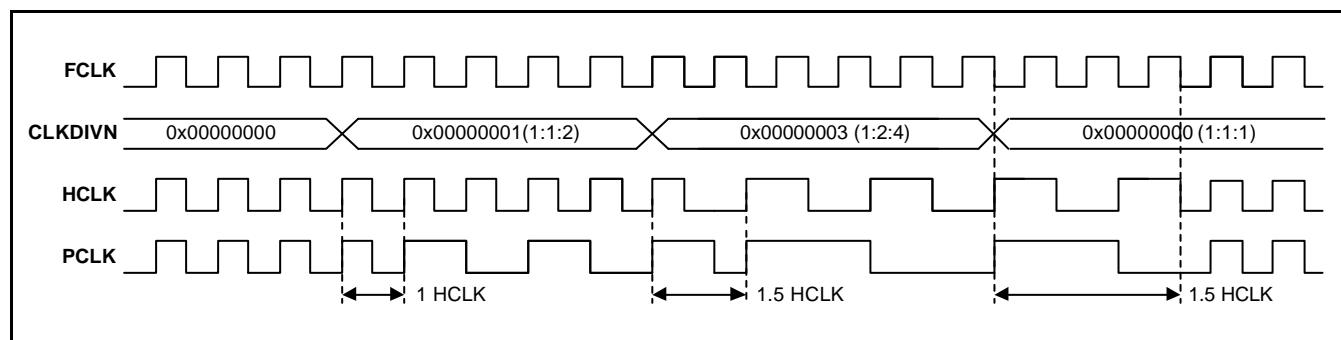 FCLK
CLKDIVN 0x00000000 0x00000001(1:1:2) 0x00000003 (1:2:4) 0x00000000 (1:1:1)
HCLK
PCLK
1 HCLK 1.5 HCLK 1.5 HCLK